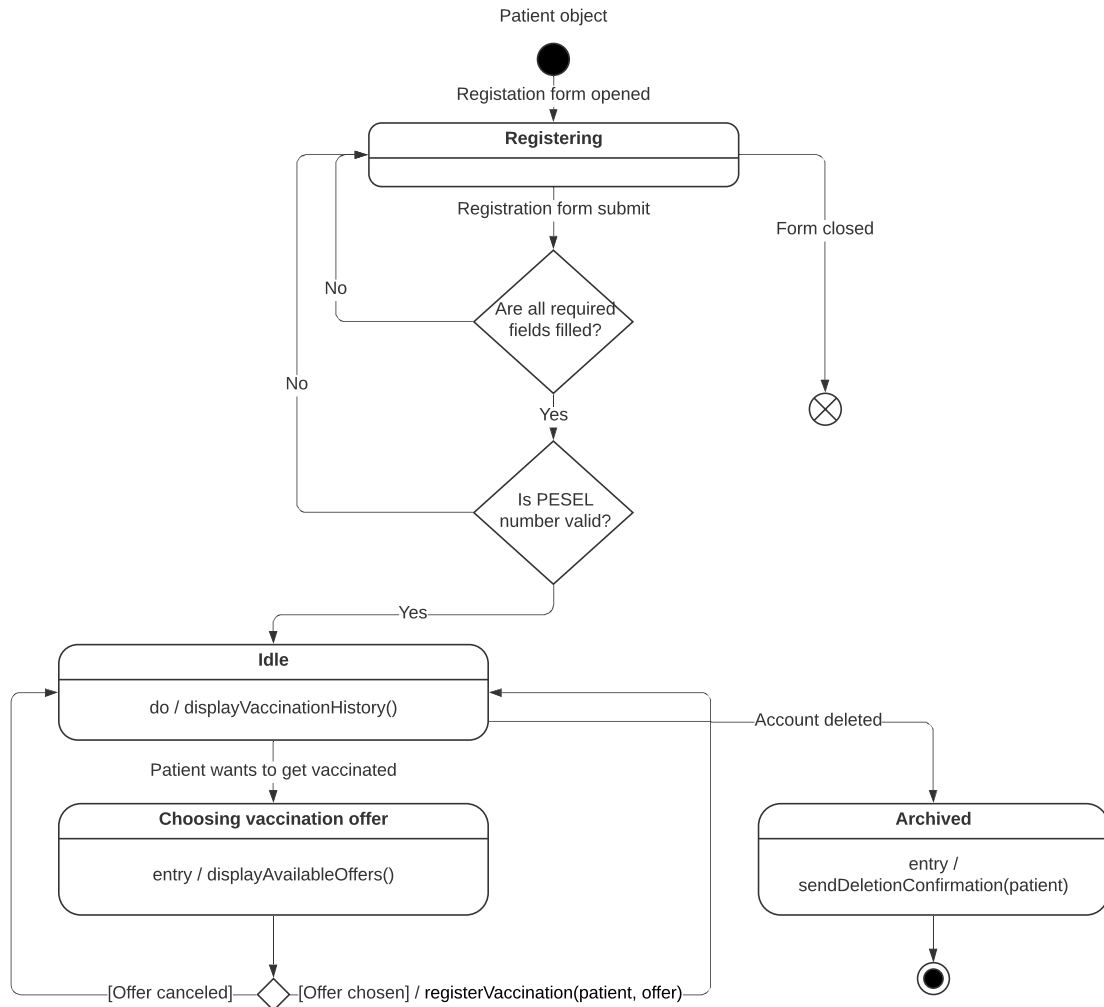 Patient object
Registation form opened
Registering
Registration form submit
Form closed
No
Are all required
fields filled?
No
Yes
Is PESEL
number valid?
Yes
Idle
do / displayVaccinationHistory()
Account deleted
Patient wants to get vaccinated
Choosing vaccination offer
entry / displayAvailableOffers()
Archived
entry /
sendDeletionConfirmation(patient)
[Offer canceled]
[Offer chosen] / registerVaccination(patient, offer)